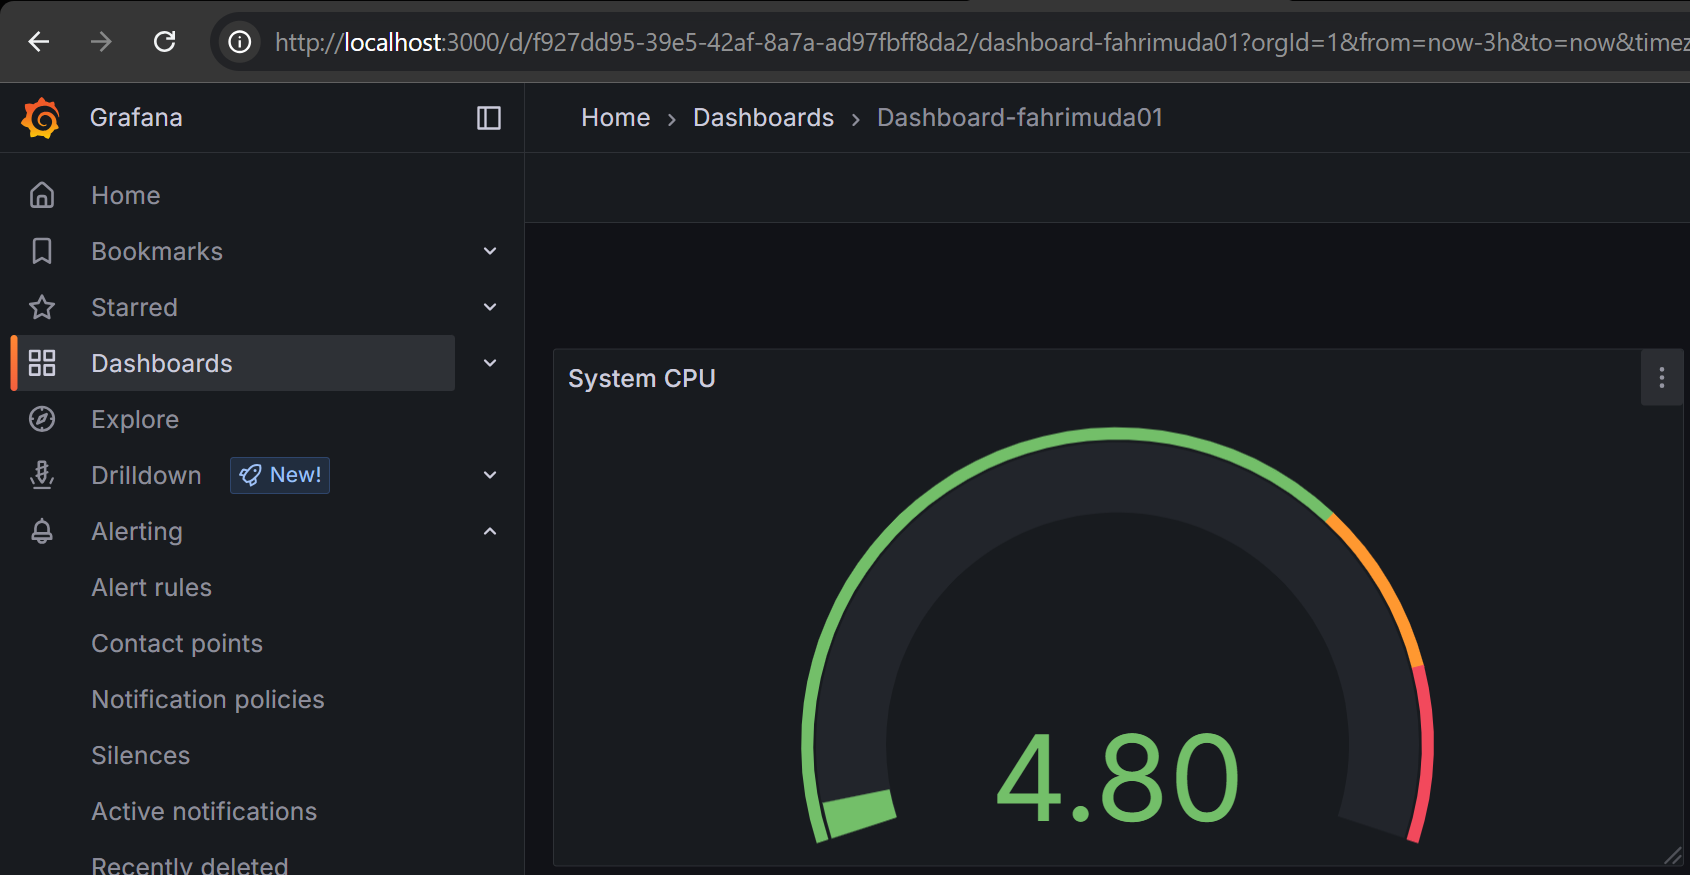 http://localhost:3000/d/f927dd95-39e5-42af-8a7a-ad97fbff8da2/dashboard-fahrimuda01?orgId=1&from=now-3h&to=now&timez
Grafana
Home › Dashboards › Dashboard-fahrimuda01
Home
Bookmarks
Starred
Dashboards
Explore
Drilldown New!
Alerting
Alert rules
Contact points
Notification policies
Silences
Active notifications
Recently deleted
System CPU
4.80